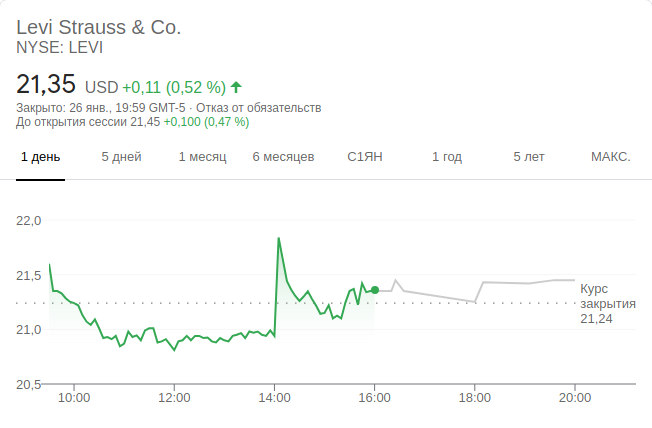 Levi Strauss & Co.
NYSE: LEVI
21,35 USD +0,11 (0,52 %)
Закрыто: 26 янв., 19:59 GMT-5 · Отказ от обязательств
До открытия сессии 21,45 +0,100 (0,47 %)
1 день 5 дней 1 месяц 6 месяцев С1ЯН 1 год 5 лет МАКС.
22,0
21,5
21,0
20,5
Курс
закрытия
21,24
10:00 12:00 14:00 16:00 18:00 20:00